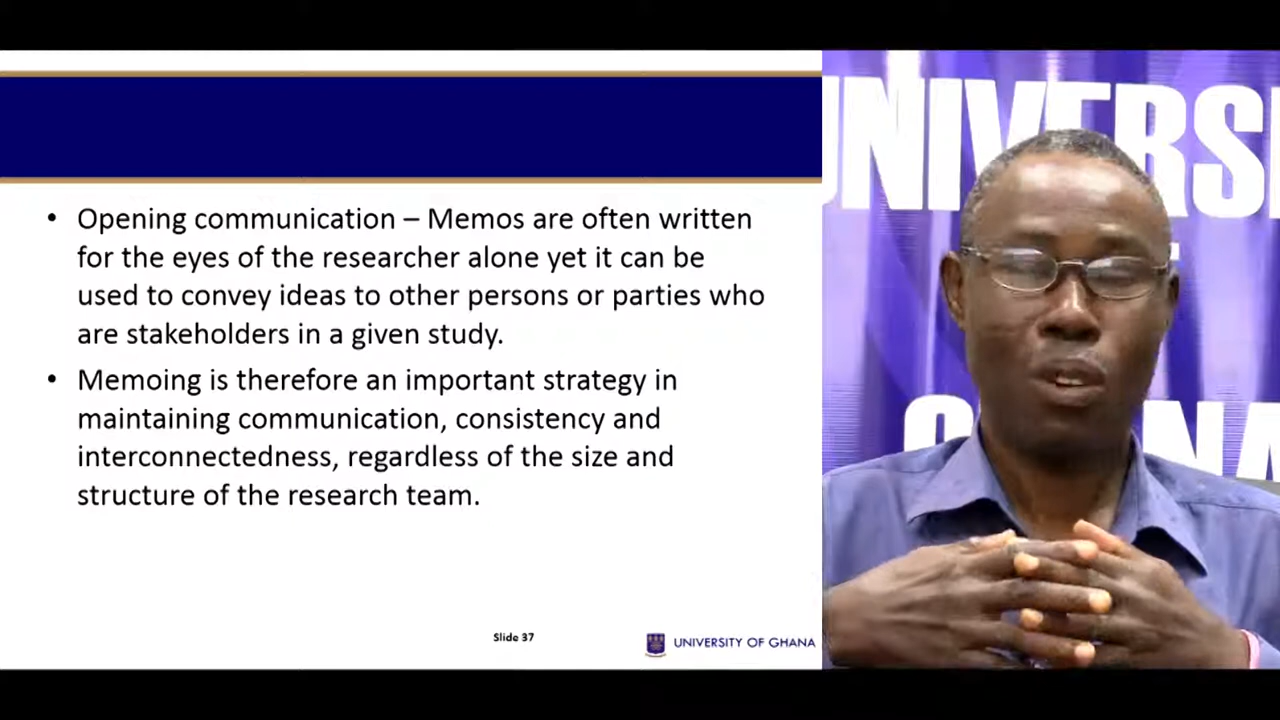 • Opening communication – Memos are often written
for the eyes of the researcher alone yet it can be
used to convey ideas to other persons or parties who
are stakeholders in a given study.
• Memoing is therefore an important strategy in
maintaining communication, consistency and
interconnectedness, regardless of the size and
structure of the research team.
Slide 37
UNIVERSITY OF GHANA
UNIVERSI